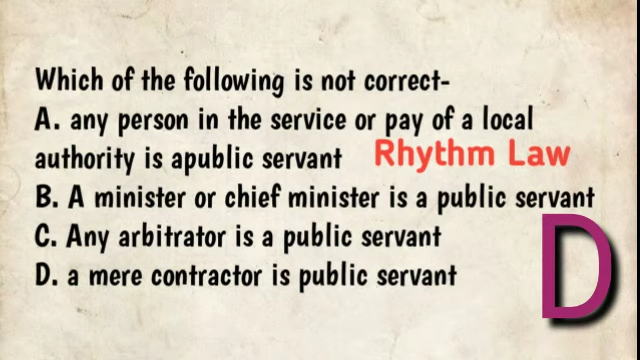 Which of the following is not correct-
A. any person in the service or pay of a local
authority is apublic servant
Rhythm Law
B. A minister or chief minister is a public servant
C. Any arbitrator is a public servant
D. a mere contractor is public servant
D